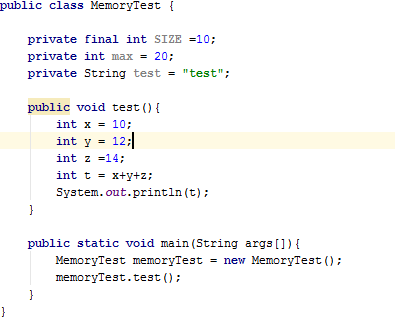 public class MemoryTest {
private final int SIZE =10;
private int max = 20;
private String test = "test";
public void test(){
int x = 10;
int y = 12;
int z =14;
int t = x+y+z;
System.out.println(t);
}
public static void main(String args[]){
MemoryTest memoryTest = new MemoryTest();
memoryTest.test();
}
}